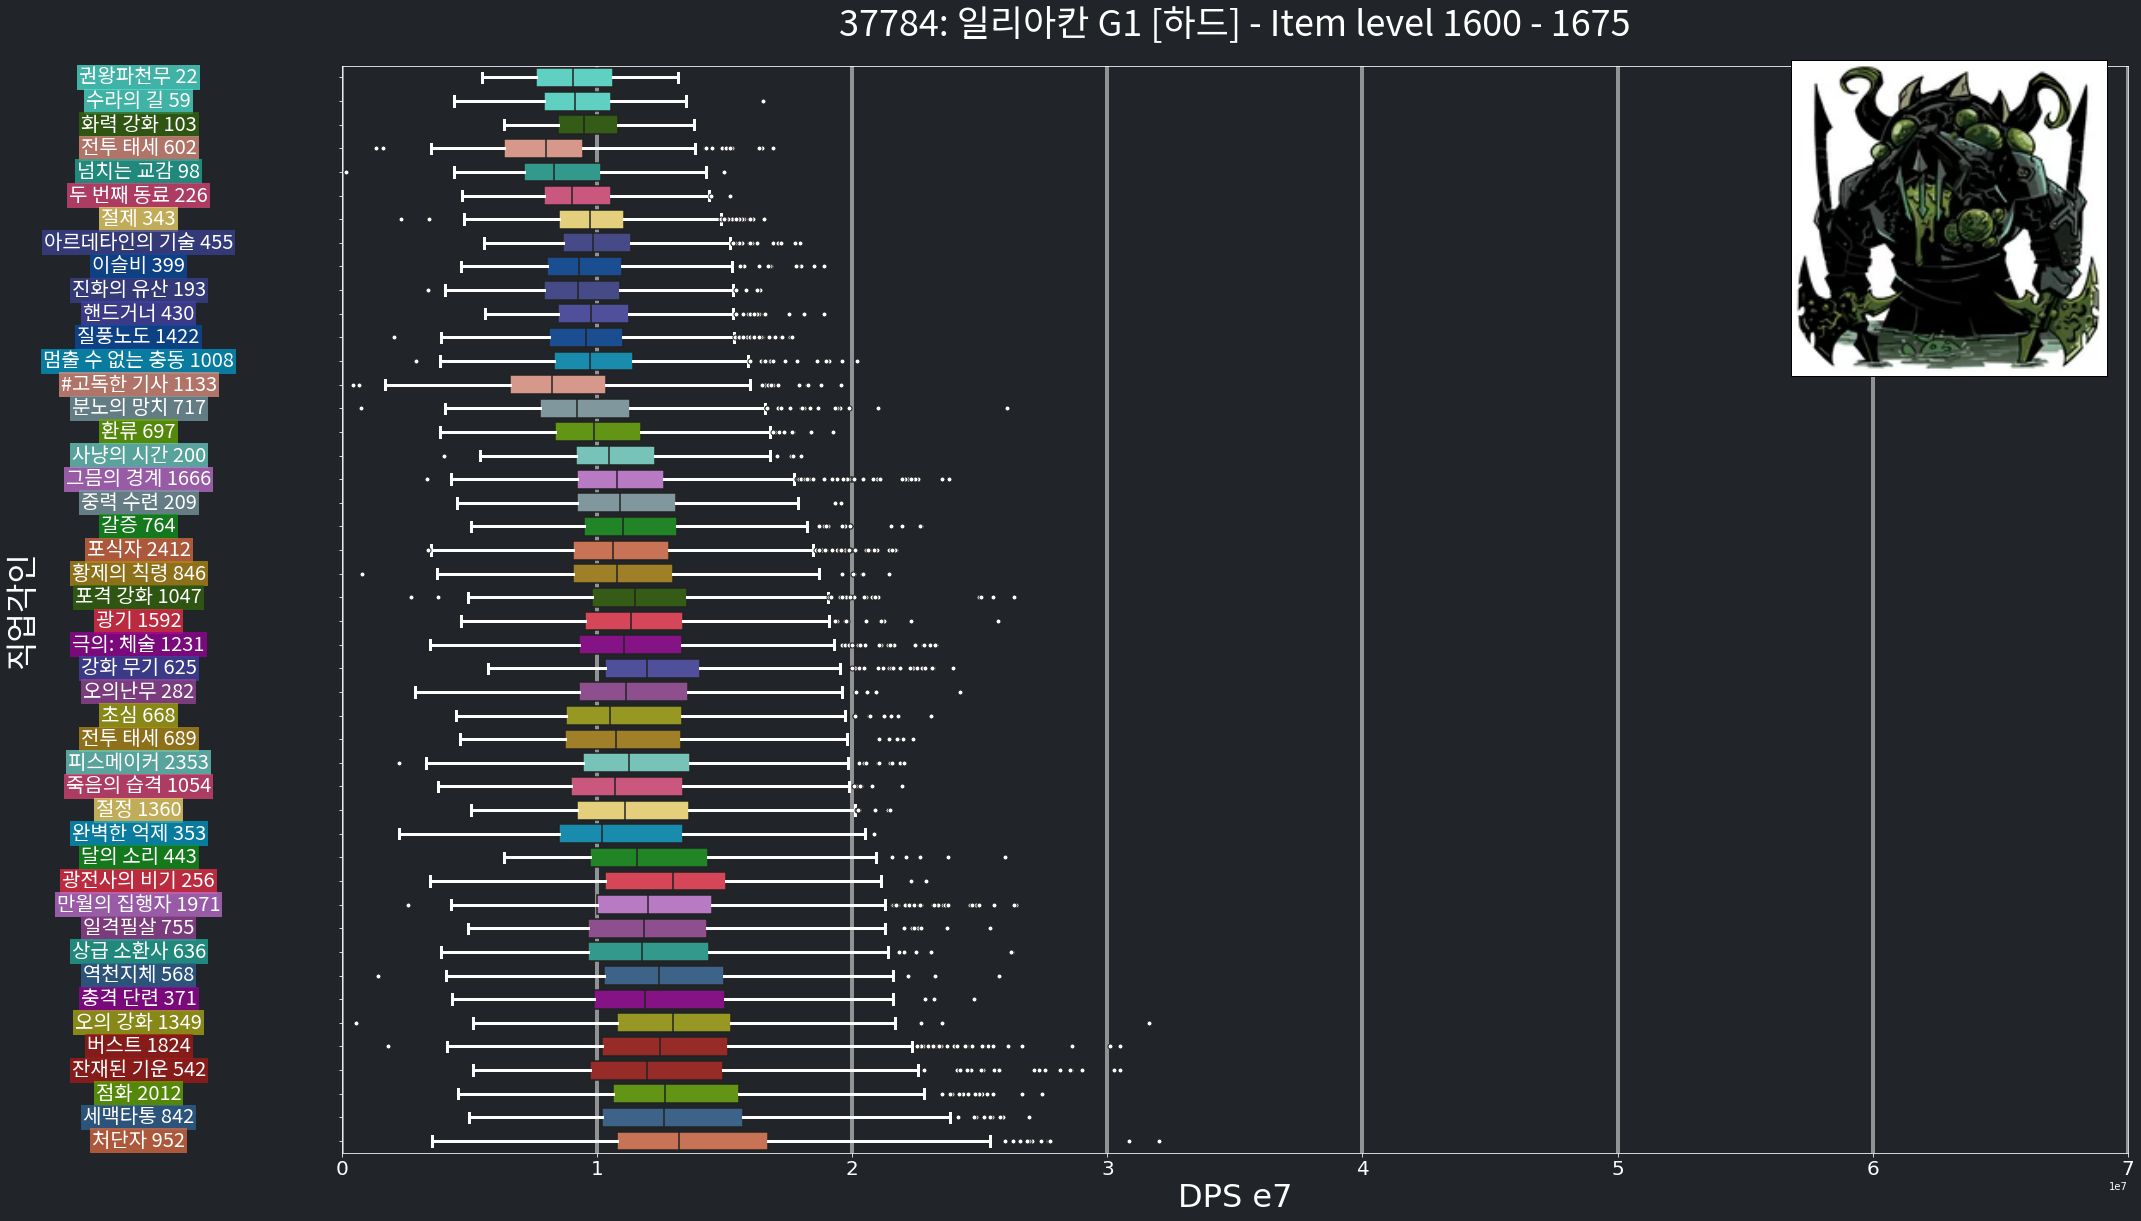 37784: 일리아칸 G1 [하드] - Item level 1600 - 1675
권왕파천무 22
수라의 길 59
화력 강화 103
전투 태세 602
넘치는 교감 98
두 번째 동료 226
절제 343
아르데타인의 기술 455
이슬비 399
진화의 유산 193
핸드거너 430
질풍노도 1422
멈출 수 없는 충동 1008
#고독한 기사 1133
분노의 망치 717
환류 697
사냥의 시간 200
그믐의 경계 1666
중력 수련 209
갈증 764
포식자 2412
황제의 칙령 846
포격 강화 1047
광기 1592
극의: 체술 1231
강화 무기 625
오의난무 282
초심 668
전투 태세 689
피스메이커 2353
죽음의 습격 1054
절정 1360
완벽한 억제 353
달의 소리 443
광전사의 비기 256
만월의 집행자 1971
일격필살 755
상급 소환사 636
역천지체 568
충격 단련 371
오의 강화 1349
버스트 1824
잔재된 기운 542
점화 2012
세맥타통 842
처단자 952
직업각인
0 1 2 3 4 5 6 7
DPS e7
1e7